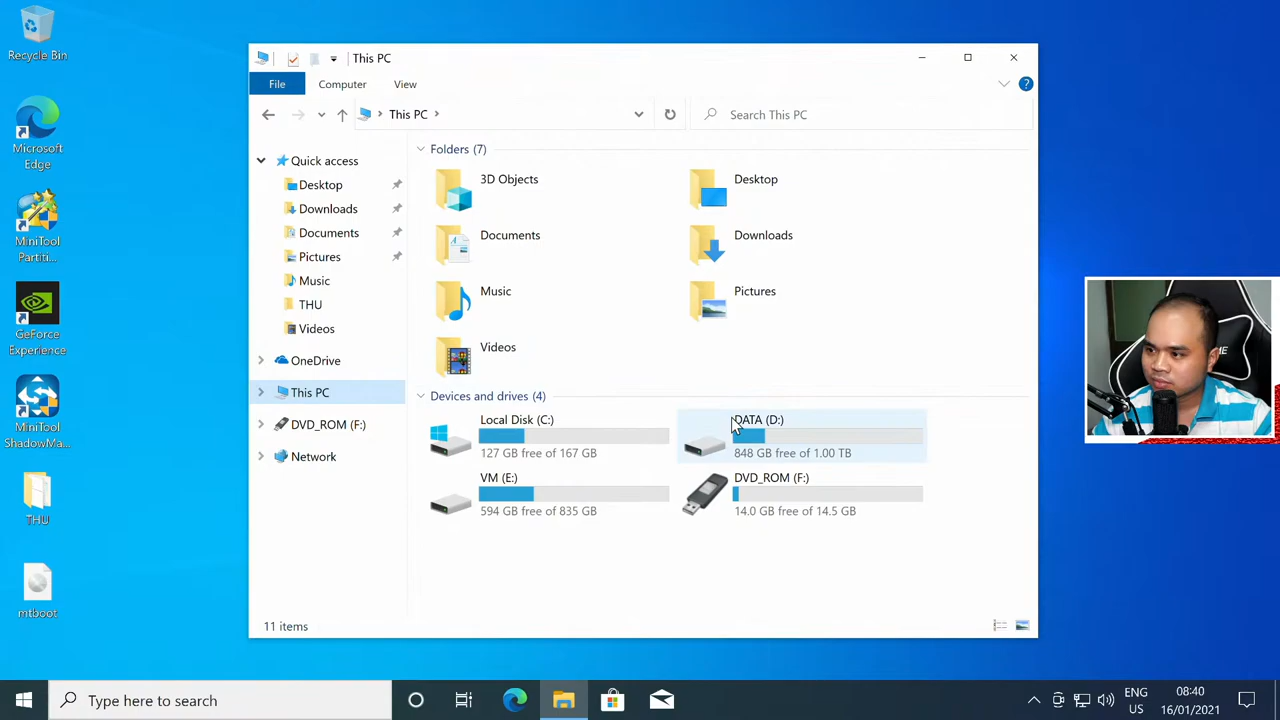 Recycle Bin
Microsoft
Edge
MiniTool
Partiti...
GeForce
Experience
MiniTool
ShadowMa...
THU
mtboot
This PC
File
Computer
View
This PC
Search This PC
Quick access
Desktop
Downloads
Documents
Pictures
Music
THU
Videos
OneDrive
This PC
DVD_ROM (F:)
Network
Folders (7)
3D Objects
Desktop
Documents
Downloads
Music
Pictures
Videos
Devices and drives (4)
Local Disk (C:)
127 GB free of 167 GB
DATA (D:)
848 GB free of 1.00 TB
VM (E:)
594 GB free of 835 GB
DVD_ROM (F:)
14.0 GB free of 14.5 GB
11 items
Type here to search
ENG
US
08:40
16/01/2021